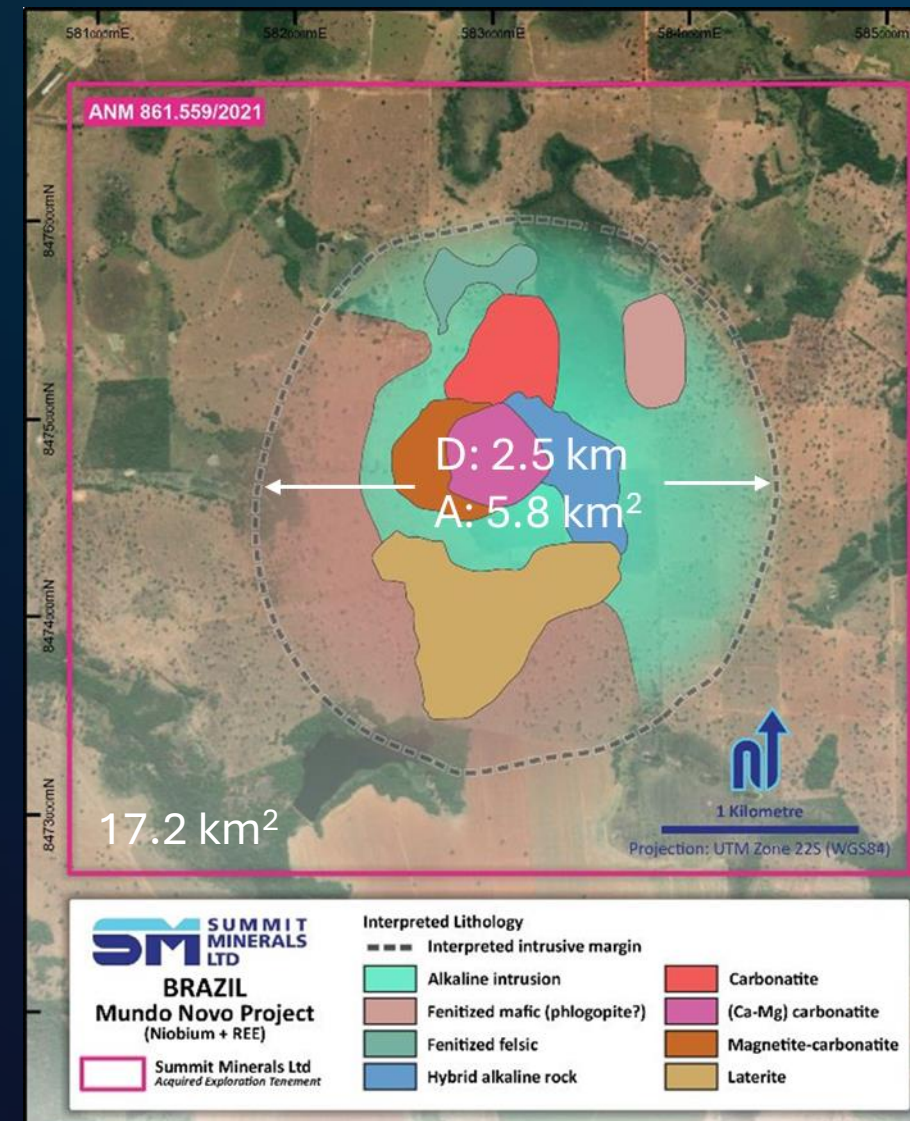 581000mE
582000mE
583000mE
584000mE
585000m
ANM 861.559/2021
8476000mN
8475000mN
8474000mN
8473000mN
D: 2.5 km
A: 5.8 km²
17.2 km²
n
1 Kilometre
Projection: UTM Zone 22S (WGS84)
SM SUMMIT
MINERALS
LTD
BRAZIL
Mundo Novo Project
(Niobium + REE)
Summit Minerals Ltd
Acquired Exploration Tenement
Interpreted Lithology
Interpreted intrusive margin
Alkaline intrusion
Fenitized mafic (phlogopite?)
Fenitized felsic
Hybrid alkaline rock
Carbonatite
(Ca-Mg) carbonatite
Magnetite-carbonatite
Laterite